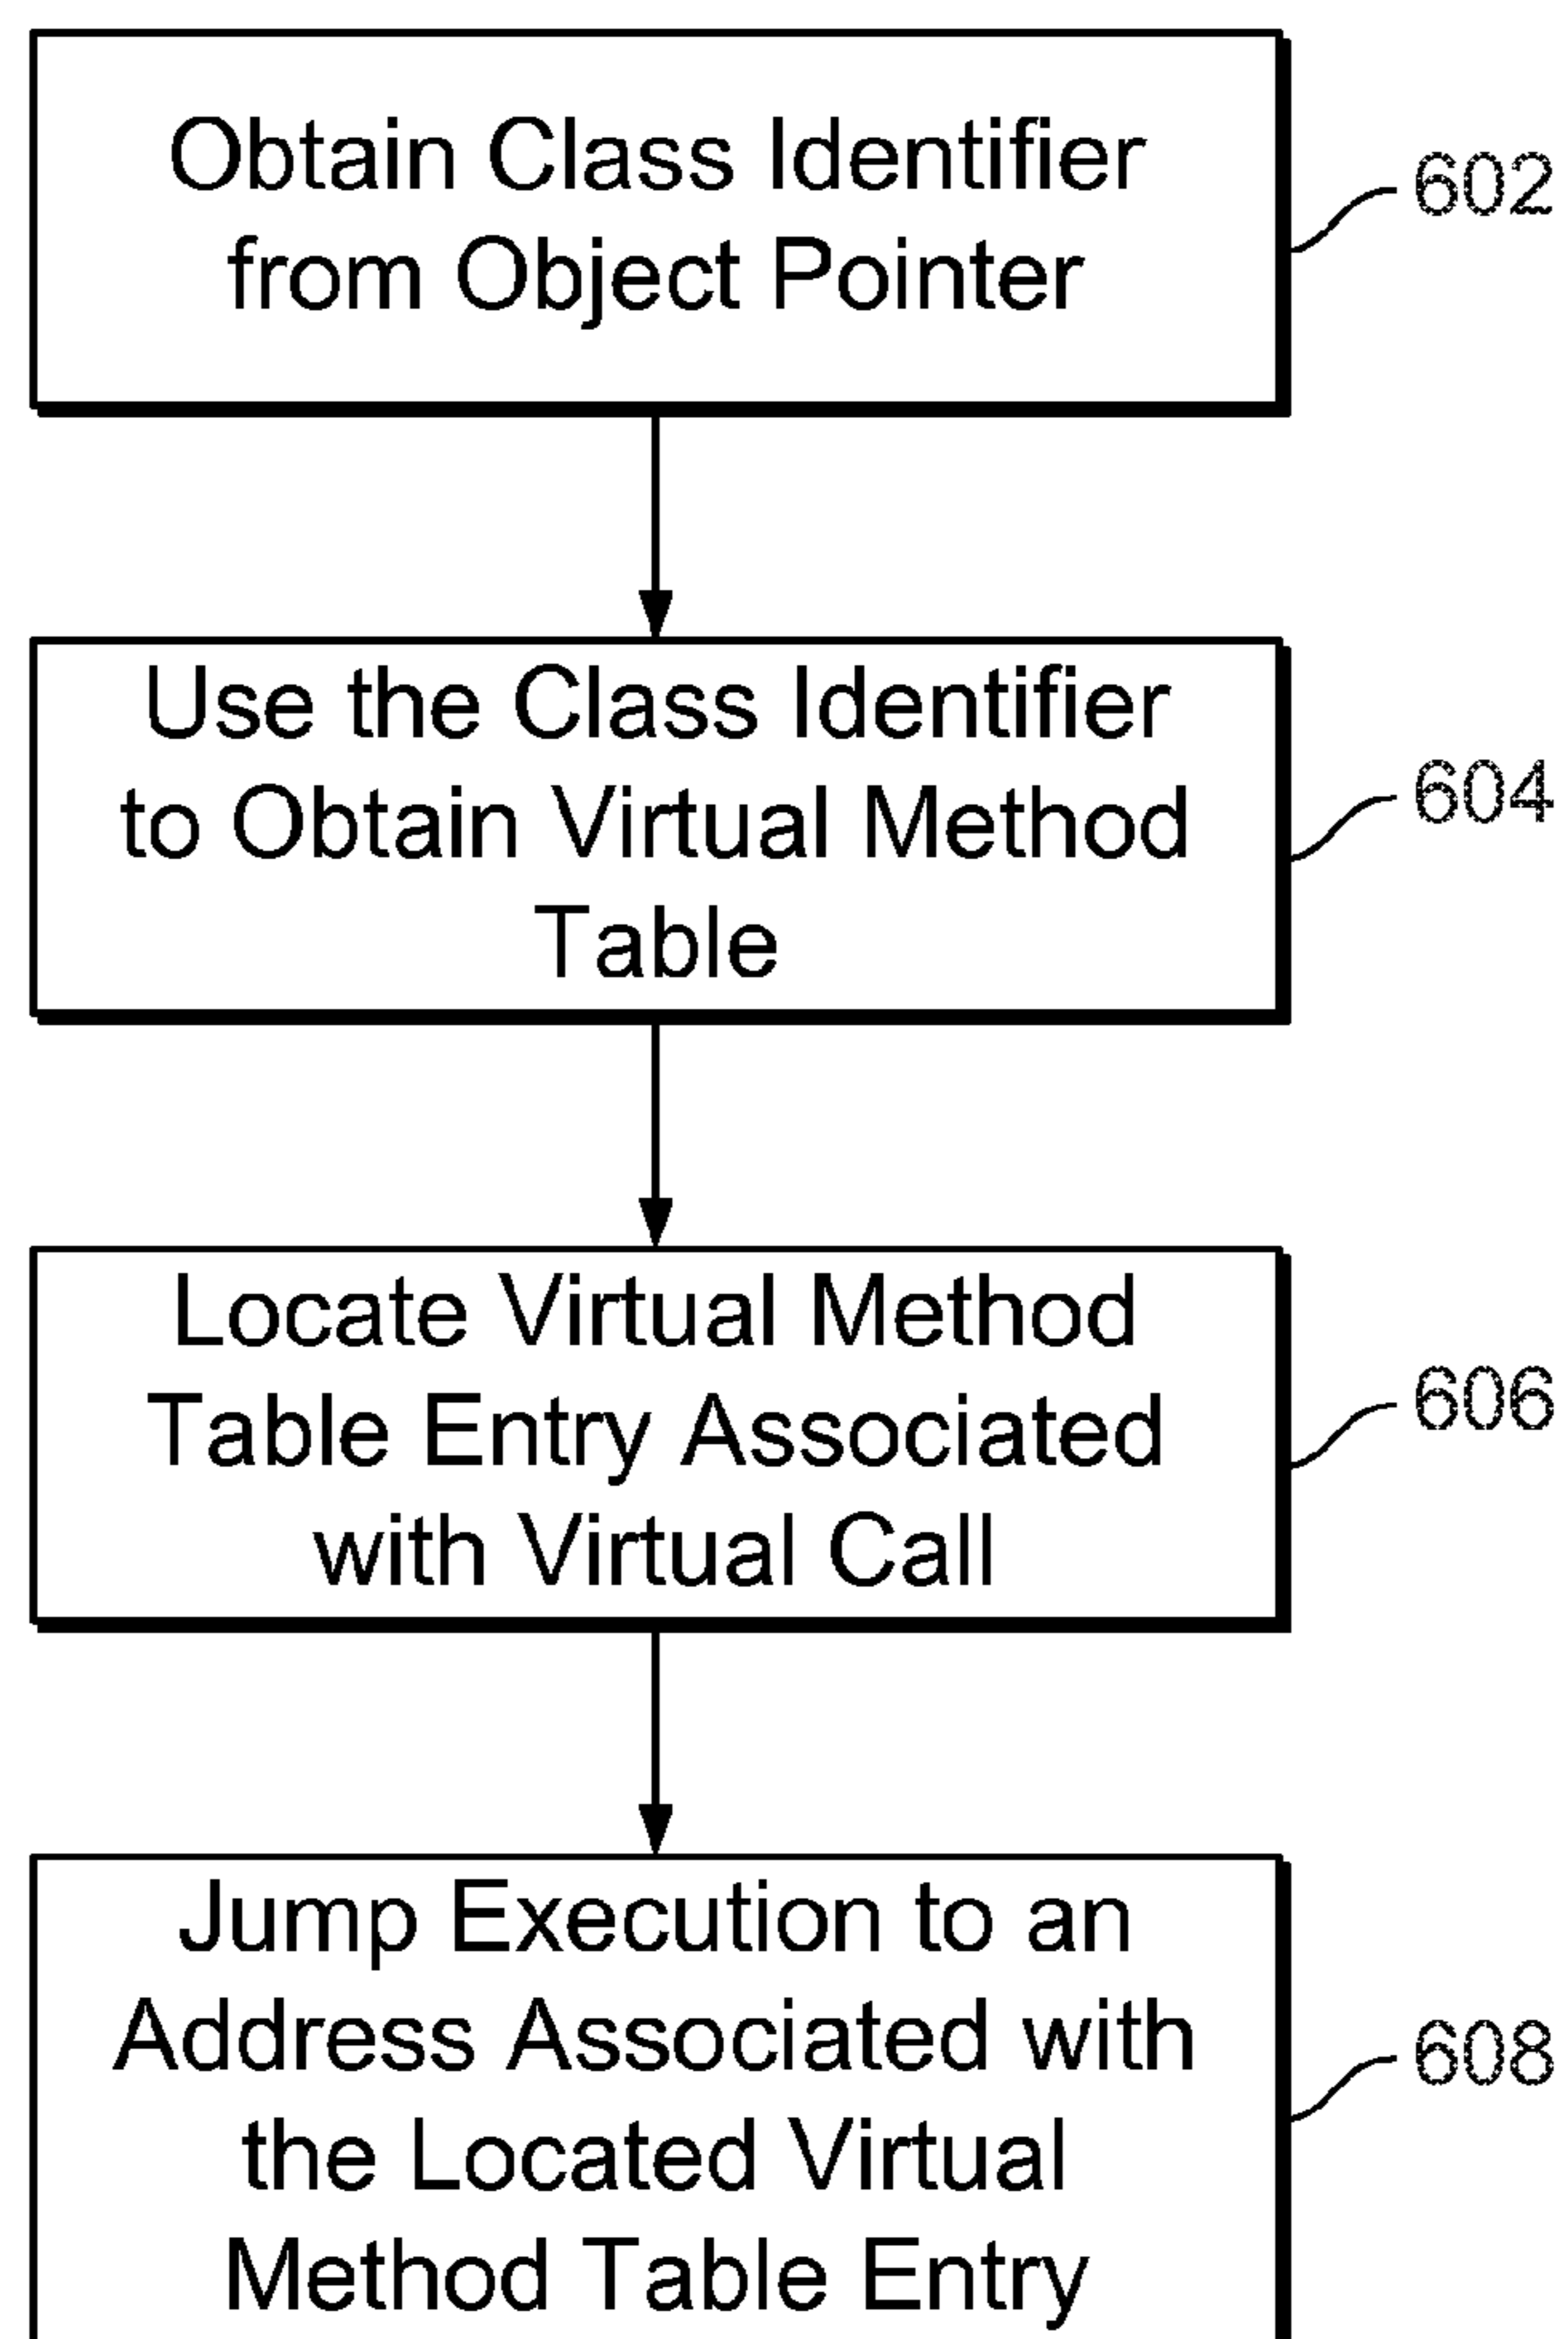 Obtain Class Identifier
from Object Pointer
602
Use the Class Identifier
to Obtain Virtual Method
Table
604
Locate Virtual Method
Table Entry Associated
with Virtual Call
606
Jump Execution to an
Address Associated with
the Located Virtual
Method Table Entry
608